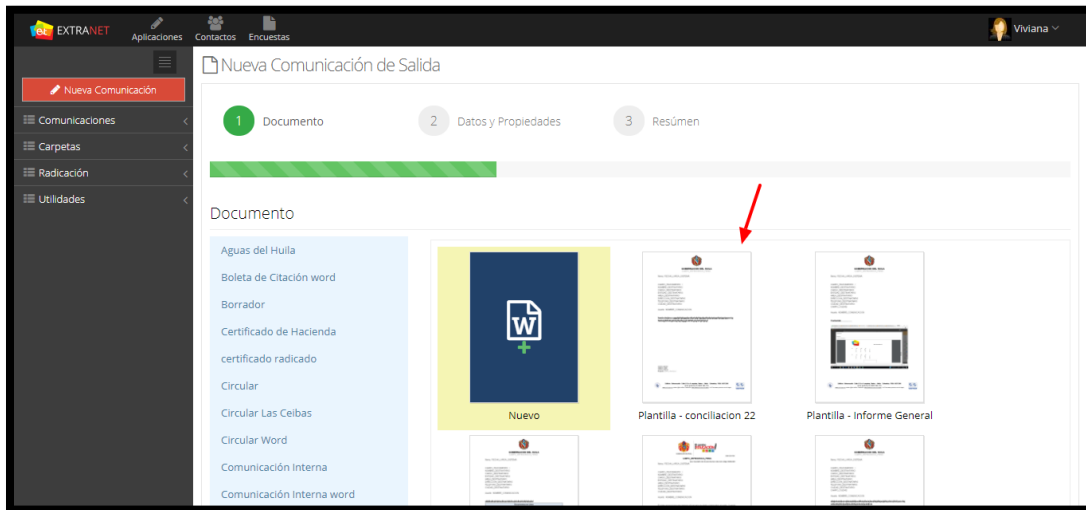 EXTRANET
Aplicaciones
Contactos
Encuestas
Viviana
Nueva Comunicación
Comunicaciones
Carpetas
Radicación
Utilidades
Nueva Comunicación de Salida
1 Documento
2 Datos y Propiedades
3 Resúmen
Documento
Aguas del Huila
Boleta de Citación word
Borrador
Certificado de Hacienda
certificado radicado
Circular
Circular Las Ceibas
Circular Word
Comunicación Interna
Comunicación Interna word
W
Nuevo
Plantilla - conciliacion 22
Plantilla - Informe General